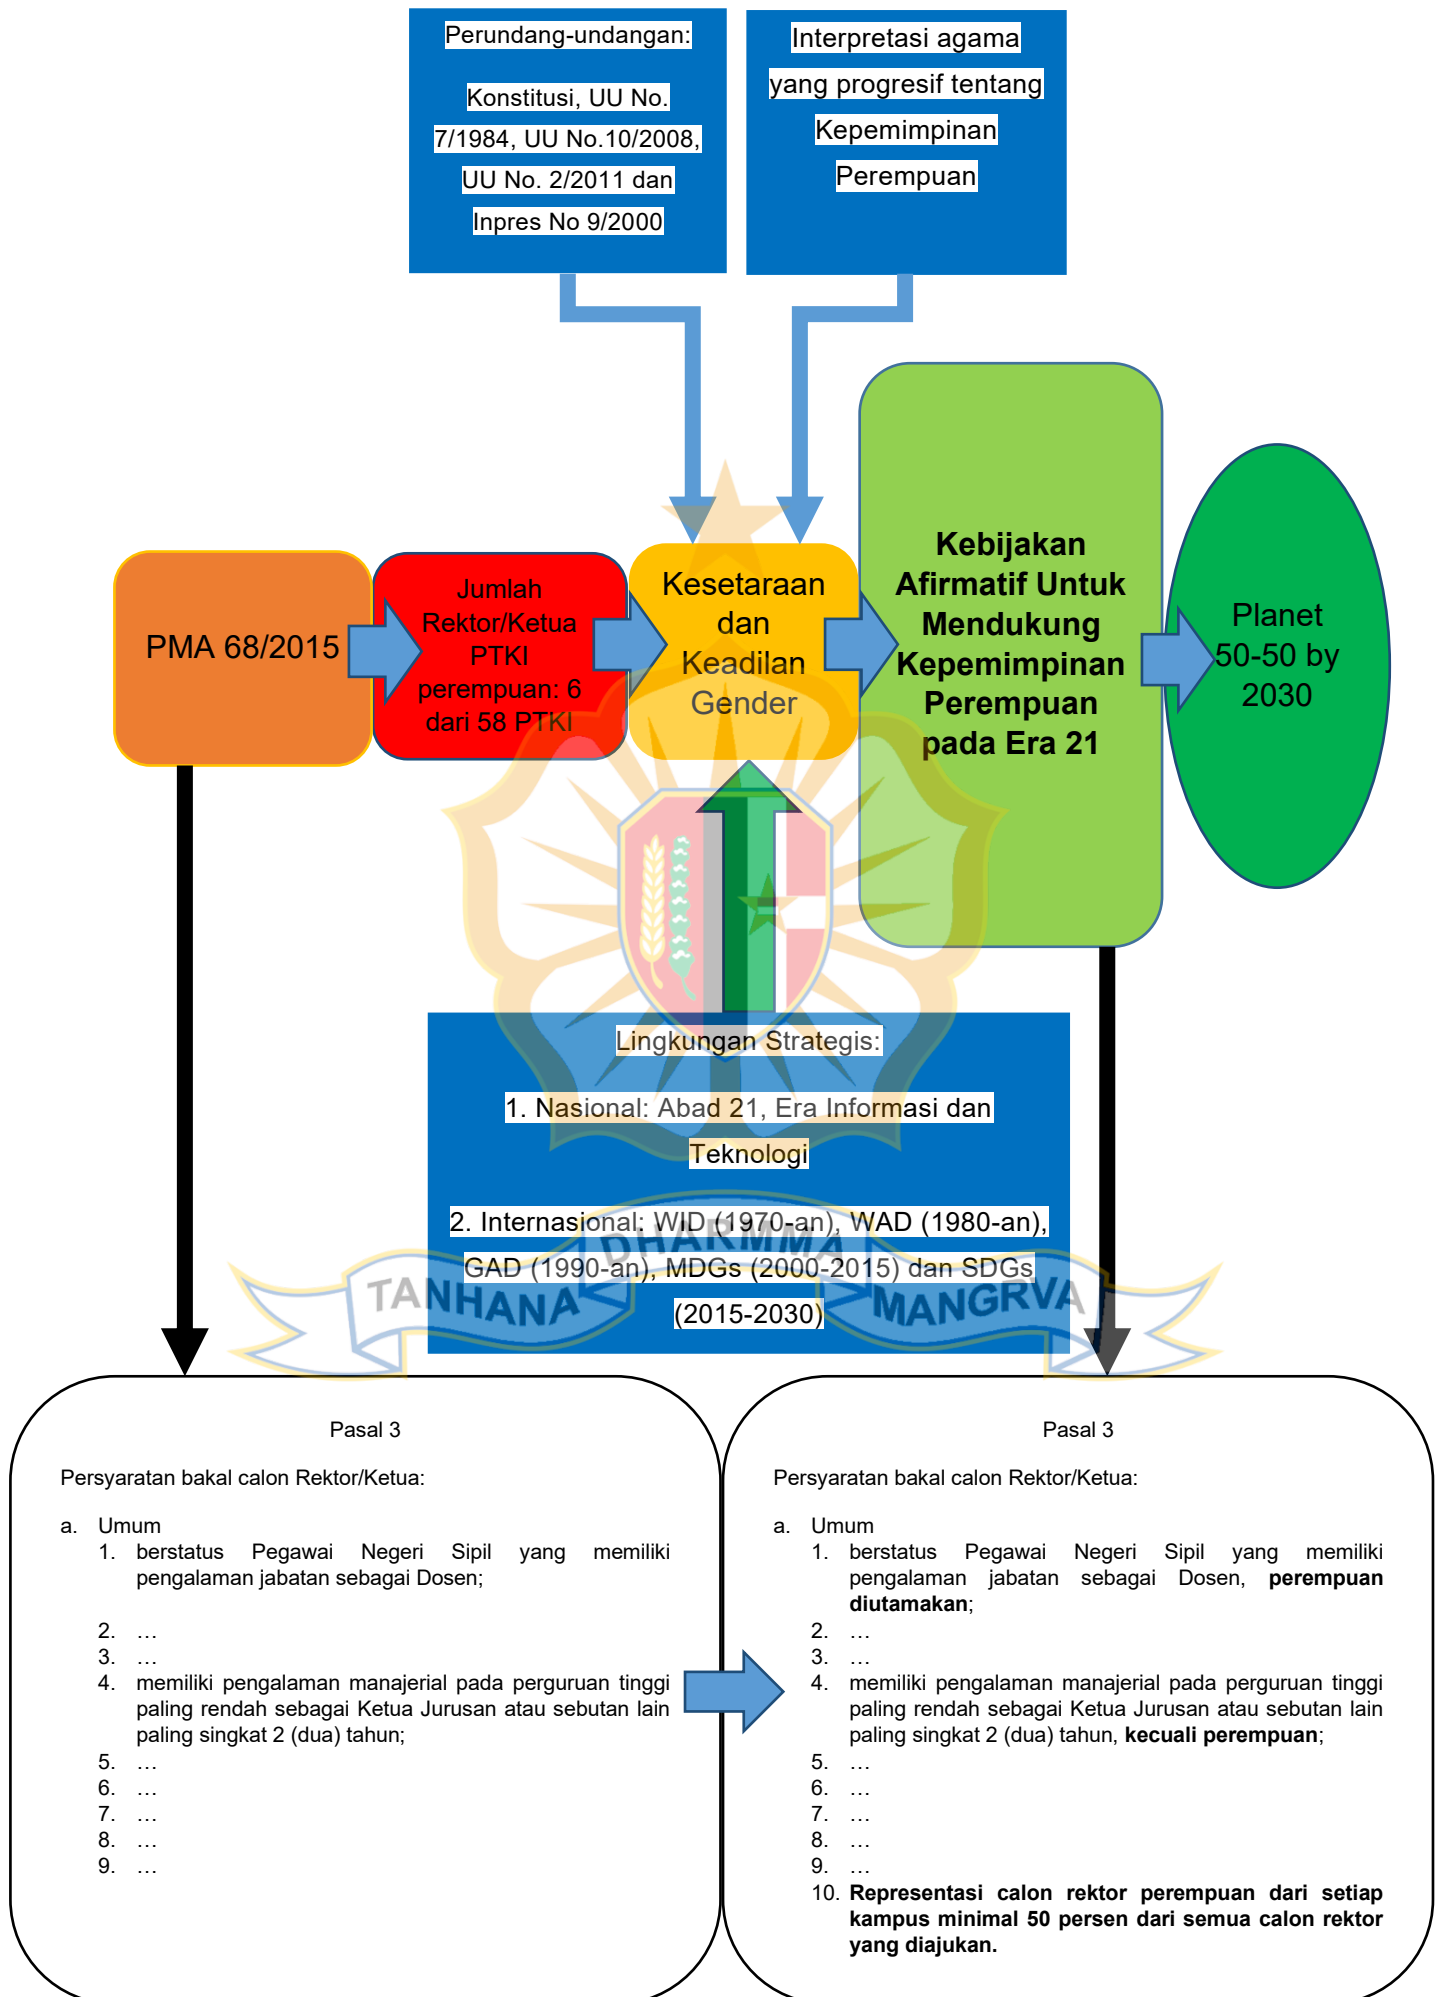 Perundang-undangan:
Konstitusi, UU No.
7/1984, UU No.10/2008,
UU No. 2/2011 dan
Inpres No 9/2000
Interpretasi agama
yang progresif tentang
Kepemimpinan
Perempuan
PMA 68/2015
Jumlah
Rektor/Ketua
PTKI
perempuan: 6
dari 58 PTKI
Kesetaraan
dan
Keadilan
Gender
Kebijakan
Afirmatif Untuk
Mendukung
Kepemimpinan
Perempuan
pada Era 21
Planet
50-50 by
2030
Lingkungan Strategis:
1. Nasional: Abad 21, Era Informasi dan
Teknologi
2. Internasional: WID (1970-an), WAD (1980-an),
GAD (1990-an), MDGs (2000-2015) dan SDGs
(2015-2030)
TANHANA DHARMMA MANGRVA
Pasal 3
Persyaratan bakal calon Rektor/Ketua:
a. Umum
1. berstatus Pegawai Negeri Sipil yang memiliki
pengalaman jabatan sebagai Dosen;
2. …
3. …
4. memiliki pengalaman manajerial pada perguruan tinggi
paling rendah sebagai Ketua Jurusan atau sebutan lain
paling singkat 2 (dua) tahun;
5. …
6. …
7. …
8. …
9. …
Pasal 3
Persyaratan bakal calon Rektor/Ketua:
a. Umum
1. berstatus Pegawai Negeri Sipil yang memiliki
pengalaman jabatan sebagai Dosen, perempuan
diutamakan;
2. …
3. …
4. memiliki pengalaman manajerial pada perguruan tinggi
paling rendah sebagai Ketua Jurusan atau sebutan lain
paling singkat 2 (dua) tahun, kecuali perempuan;
5. …
6. …
7. …
8. …
9. …
10. Representasi calon rektor perempuan dari setiap
kampus minimal 50 persen dari semua calon rektor
yang diajukan.